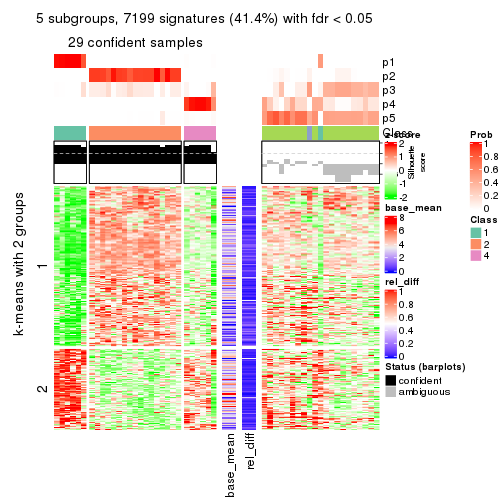 5 subgroups, 7199 signatures (41.4%) with fdr < 0.05
29 confident samples
p1
p2
p3
p4
p5
Class
Silhouette
score
k-means with 2 groups
1
2
base_mean
rel_diff
z-score
2
1
0
-1
-2
base_mean
8
6
4
2
0
rel_diff
1
0.8
0.6
0.4
0.2
0
Status (barplots)
confident
ambiguous
Prob
1
0.8
0.6
0.4
0.2
0
Class
1
2
4